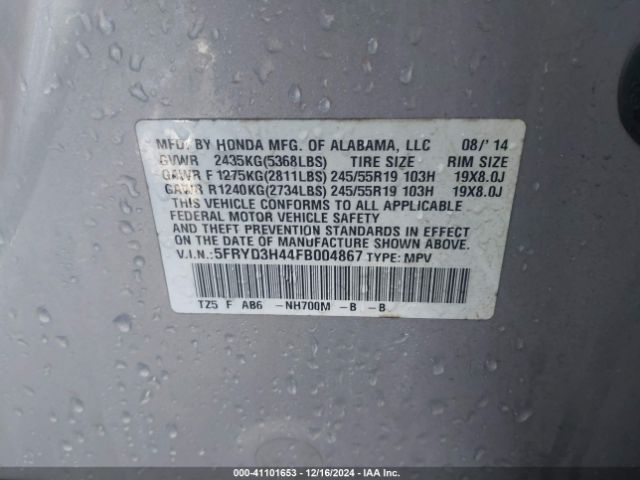 MFD. BY HONDA MFG. OF ALABAMA, LLC 08/' 14
GVWR 2435KG(5368LBS) TIRE SIZE RIM SIZE
GAWR F 1275KG(2811LBS) 245/55R19 103H 19X8.0J
GAWR R1240KG(2734LBS) 245/55R19 103H 19X8.0J
THIS VEHICLE CONFORMS TO ALL APPLICABLE
FEDERAL MOTOR VEHICLE SAFETY
AND THEFT PREVENTION STANDARDS IN EFFECT
ON THE DATE OF MANUFACTURE SHOWN ABOVE.
V.I.N.: 5FRYD3H44FB004867 TYPE: MPV
TZ5 F AB6 -NH700M -B -B
000-41101653 / 12/16/2024 / IAA Inc.